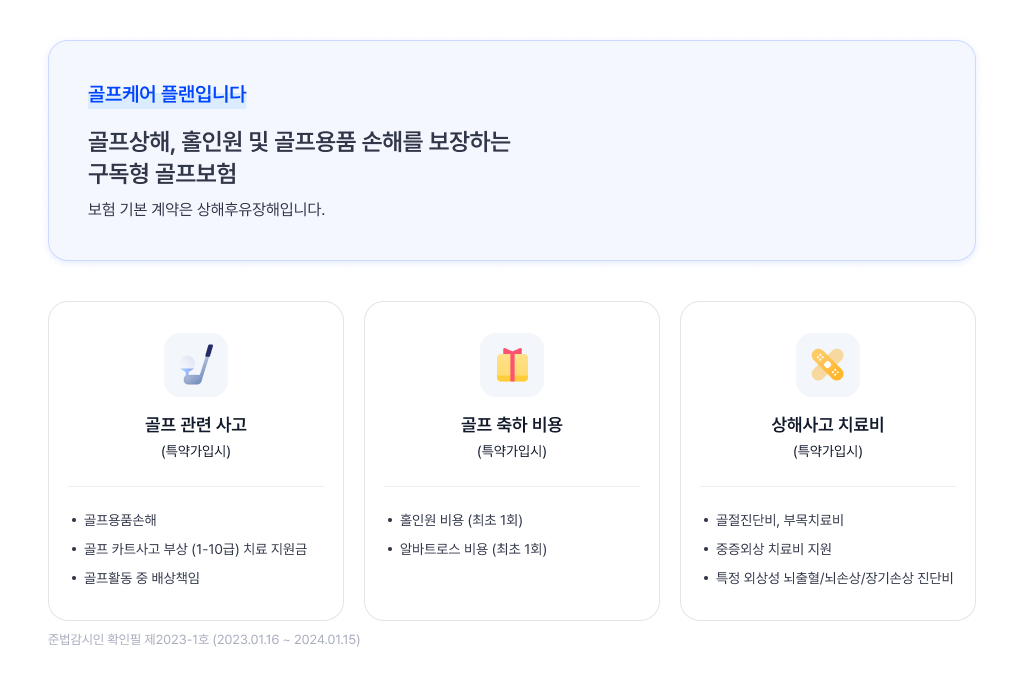 골프케어 플랜입니다
골프상해, 홀인원 및 골프용품 손해를 보장하는
구독형 골프보험
보험 기본 계약은 상해후유장해입니다.
골프 관련 사고
(특약가입시)
• 골프용품손해
• 골프 카트사고 부상 (1-10급) 치료 지원금
• 골프활동 중 배상책임
골프 축하 비용
(특약가입시)
• 홀인원 비용 (최초 1회)
• 알바트로스 비용 (최초 1회)
상해사고 치료비
(특약가입시)
• 골절진단비, 부목치료비
• 중증외상 치료비 지원
• 특정 외상성 뇌출혈/뇌손상/장기손상 진단비
준법감시인 확인필 제2023-1호 (2023.01.16 ~ 2024.01.15)